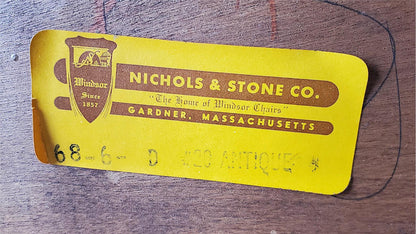 Windsor
Since
1857
NICHOLS & STONE CO.
"The Home of Windsor Chairs"
GARDNER, MASSACHUSETTS
68 6 D #20 ANTIQUE